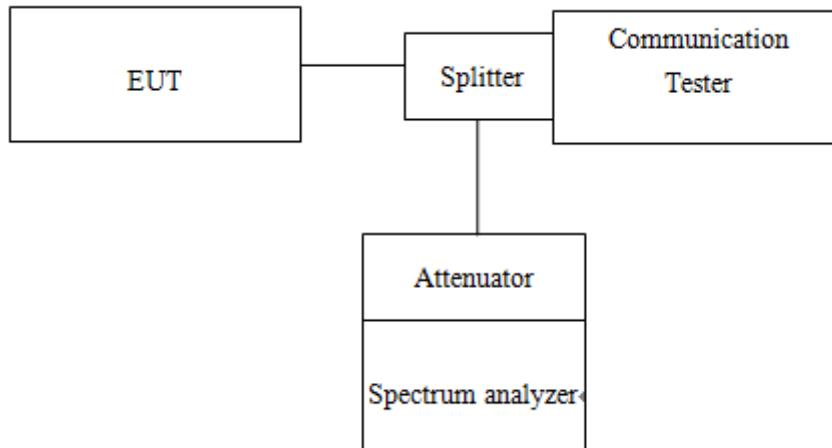 EUT
Splitter
Communication
Tester
Attenuator
Spectrum analyzer